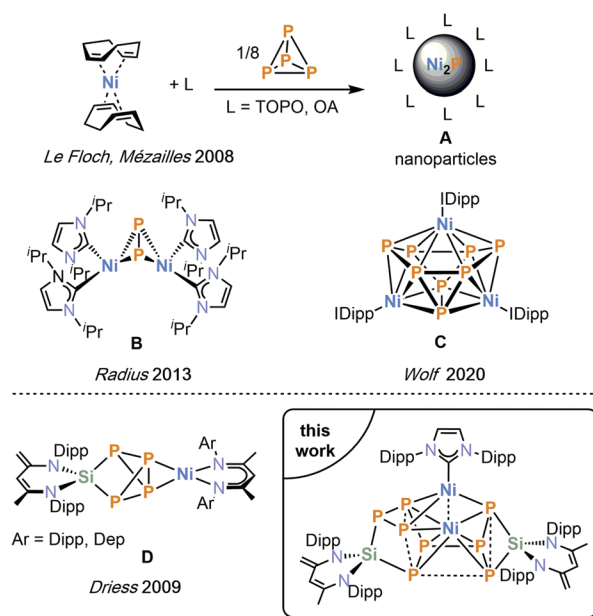 1/8
P
P P P
Ni
+ L
L = TOPO, OA
L
L L
L Ni2P L
L L
L
A
nanoparticles
Le Floch, Mézailles 2008
iPr iPr
N N
P
iPr iPr
N P N
Ni Ni
N iPr iPr N
N N
iPr iPr
B
Radius 2013
IDipp
Ni
P P P P
P P
P
Ni Ni
IDipp P IDipp
C
Wolf 2020
Dipp
N P P Ar
N
Si Ni
N P P N
Dipp Ar
Ar = Dipp, Dep
D
Driess 2009
this
work
N N
Dipp Dipp
Ni
P P
P P Ni
Dipp Dipp
N Si P P Si N
N N
Dipp P P Dipp